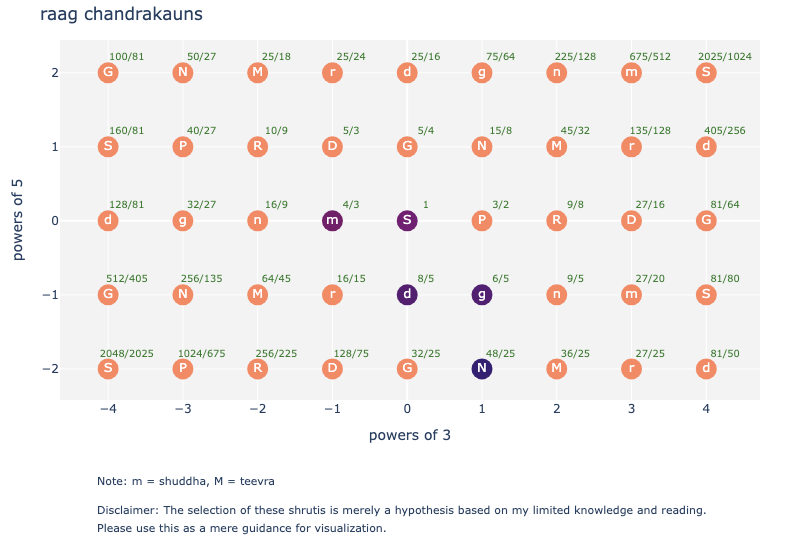 raag chandrakauns
100/81 50/27 25/18 25/24 25/16 75/64 225/128 675/512 2025/1024
2 G N M r d g n m S
160/81 40/27 10/9 5/3 5/4 15/8 45/32 135/128 405/256
1 S P R D G N M r d
128/81 32/27 16/9 4/3 1 3/2 9/8 27/16 81/64
0 d g n m S P R D G
512/405 256/135 64/45 16/15 8/5 6/5 9/5 27/20 81/80
−1 G N M r d g n m S
2048/2025 1024/675 256/225 128/75 32/25 48/25 36/25 27/25 81/50
−2 S P R D G N M r d
−4 −3 −2 −1 0 1 2 3 4
powers of 5
powers of 3
Note: m = shuddha, M = teevra
Disclaimer: The selection of these shrutis is merely a hypothesis based on my limited knowledge and reading.
Please use this as a mere guidance for visualization.